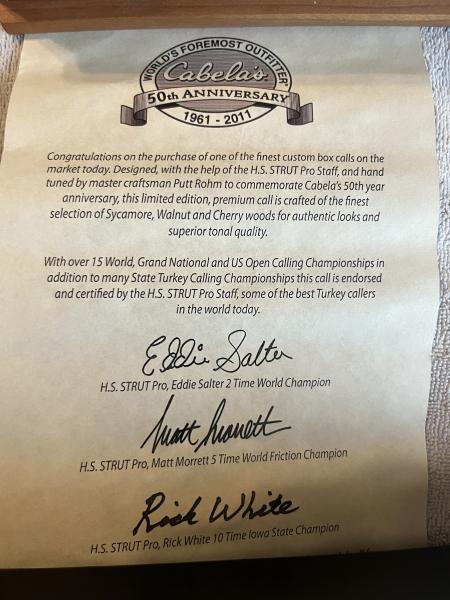 WORLD'S FOREMOST OUTFITTER
Cabela's
50th ANNIVERSARY
1961 - 2011
Congratulations on the purchase of one of the finest custom box calls on the
market today. Designed, with the help of the H.S. STRUT Pro Staff, and hand
tuned by master craftsman Putt Rohm to commemorate Cabela's 50th year
anniversary, this limited edition, premium call is crafted of the finest
selection of Sycamore, Walnut and Cherry woods for authentic looks and
superior tonal quality.
With over 15 World, Grand National and US Open Calling Championships in
addition to many State Turkey Calling Championships this call is endorsed
and certified by the H.S. STRUT Pro Staff, some of the best Turkey callers
in the world today.
Eddie Salter
H.S. STRUT Pro, Eddie Salter 2 Time World Champion
Matt Morrett
H.S. STRUT Pro, Matt Morrett 5 Time World Friction Champion
Rick White
H.S. STRUT Pro, Rick White 10 Time Iowa State Champion